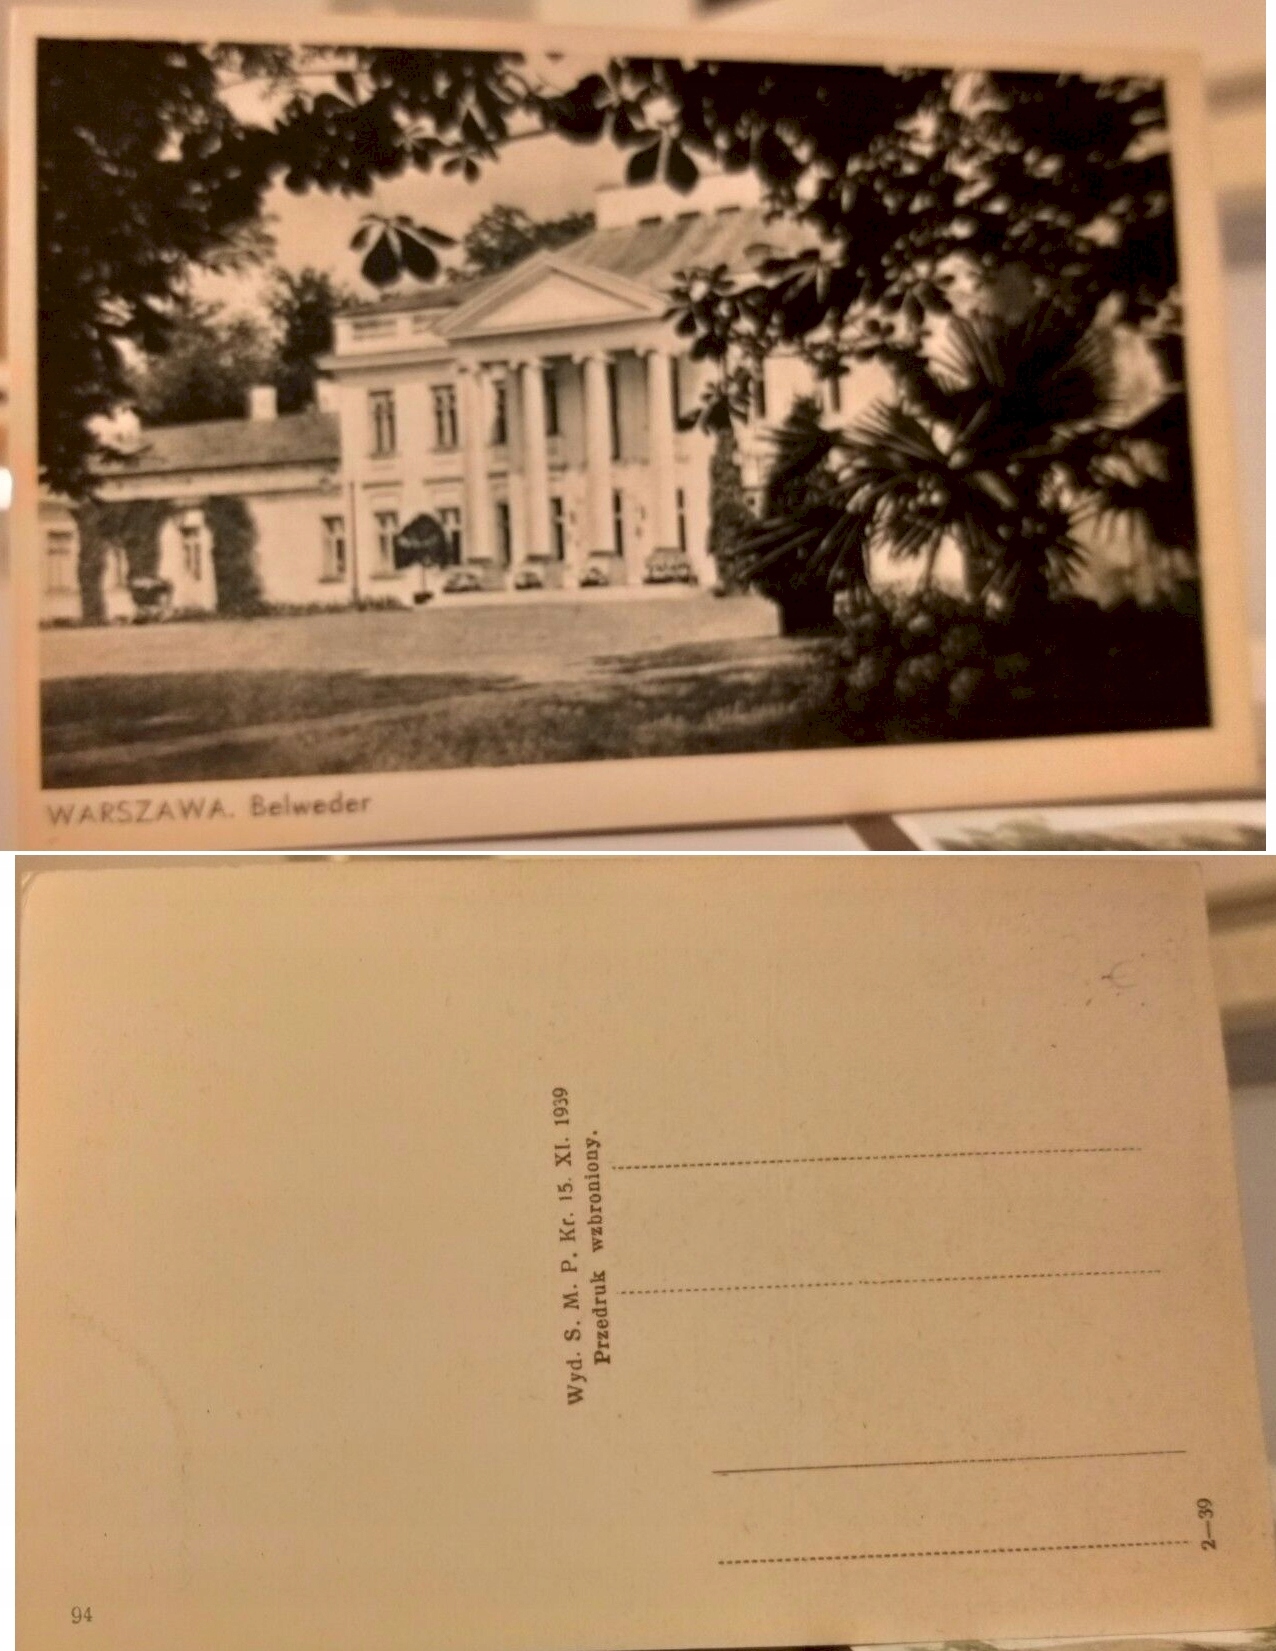 WARSZAWA. Belweder
Wyd. S. M. P. Kr. 15. XI. 1939
Przedruk wzbroniony.
2—39
94